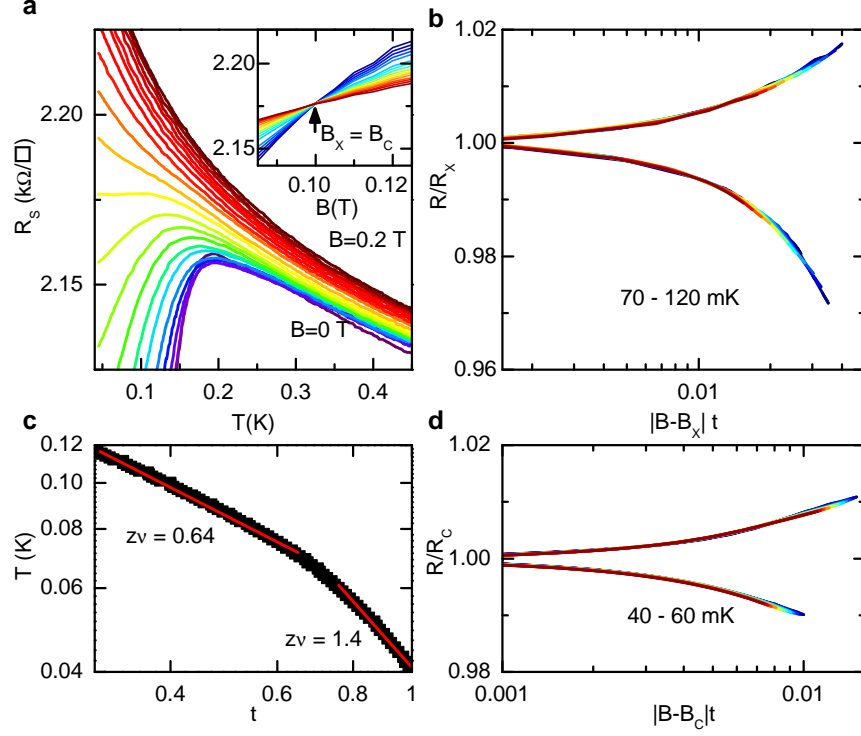 a
R_S (kΩ/□)
2.20
2.15
0.1 0.2 0.3 0.4
T(K)
B=0.2 T
B=0 T
2.20
2.15
0.10 0.12
B(T)
B_X = B_C
b
R/R_X
1.02
1.00
0.98
0.96
0.01
|B-B_X| t
70 - 120 mK
c
T (K)
0.12
0.10
0.08
0.06
0.04
0.4 0.6 0.8 1
t
zν = 0.64
zν = 1.4
d
R/R_C
1.02
1.00
0.98
0.001 0.01
|B-B_C|t
40 - 60 mK